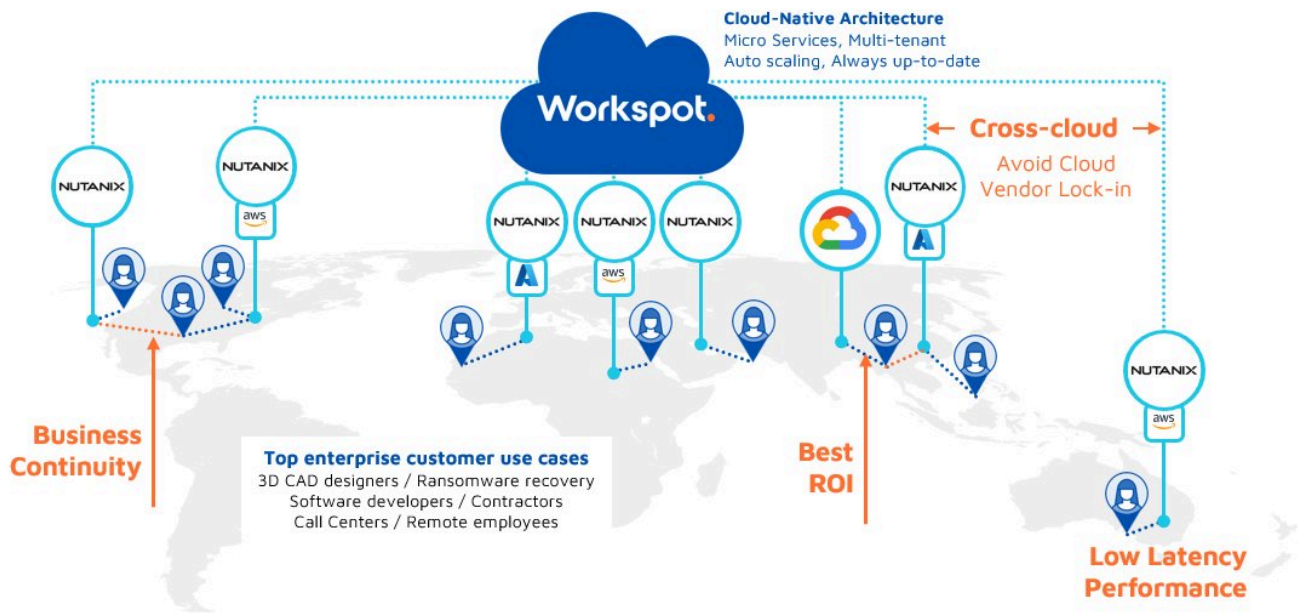 Cloud-Native Architecture
Micro Services, Multi-tenant
Auto scaling, Always up-to-date
Workspot.
Cross-cloud
Avoid Cloud
Vendor Lock-in
NUTANIX
NUTANIX
aws
NUTANIX
NUTANIX
aws
NUTANIX
NUTANIX
NUTANIX
aws
Business
Continuity
Top enterprise customer use cases
3D CAD designers / Ransomware recovery
Software developers / Contractors
Call Centers / Remote employees
Best
ROI
Low Latency
Performance